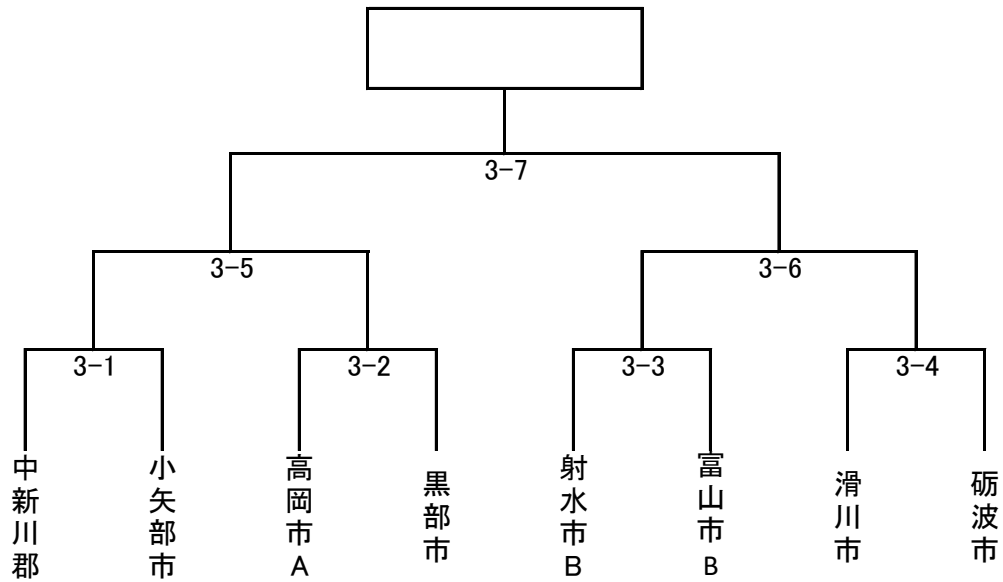 3-7
3-5
3-6
3-1
3-2
3-3
3-4
中新川郡
小矢部市
高岡市A
黒部市
射水市B
富山市B
滑川市
砺波市